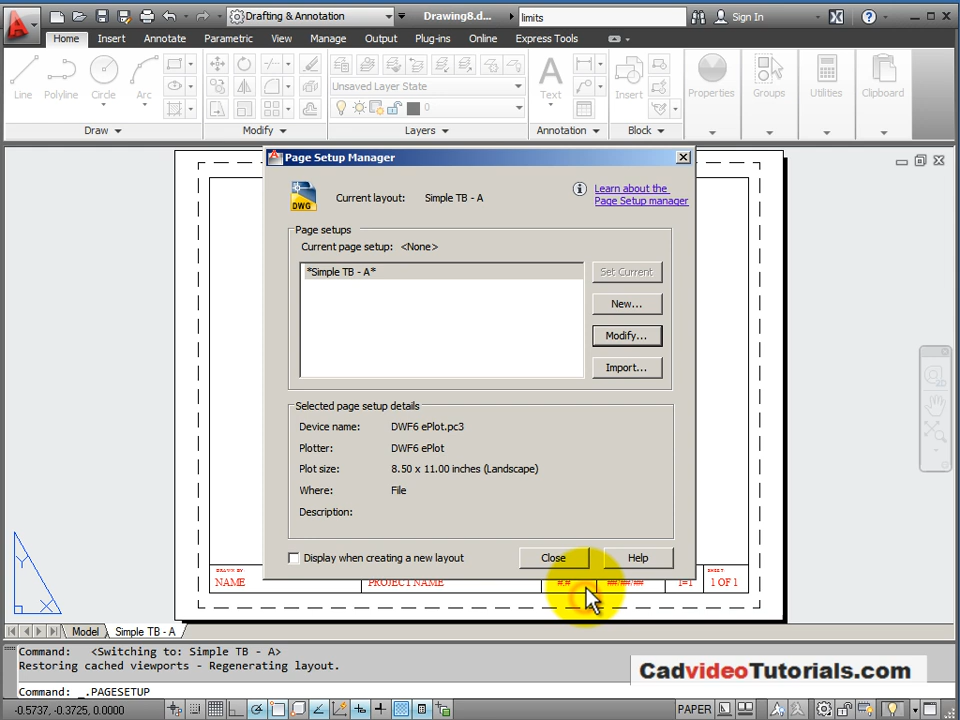 Drafting & Annotation
Drawing8.d...
limits
Sign In
Home
Insert
Annotate
Parametric
View
Manage
Output
Plug-ins
Online
Express Tools
Line
Polyline
Circle
Arc
Unsaved Layer State
0
Text
Insert
Properties
Groups
Utilities
Clipboard
Draw
Modify
Layers
Annotation
Block
Page Setup Manager
DWG
Current layout: Simple TB - A
Learn about the
Page Setup manager
Page setups
Current page setup: <None>
*Simple TB - A*
Set Current
New...
Modify...
Import...
Selected page setup details
Device name: DWF6 ePlot.pc3
Plotter: DWF6 ePlot
Plot size: 8.50 x 11.00 inches (Landscape)
Where: File
Description:
Display when creating a new layout
Close
Help
DRAWN BY
SHEET:
NAME
PROJECT NAME
#.#
##/##/##
1=1
1 OF 1
Y
X
Model
Simple TB - A
Command: <Switching to: Simple TB - A>
Restoring cached viewports - Regenerating layout.
Command: _.PAGESETUP
CadvideoTutorials.com
-0.5737, -0.3725, 0.0000
PAPER